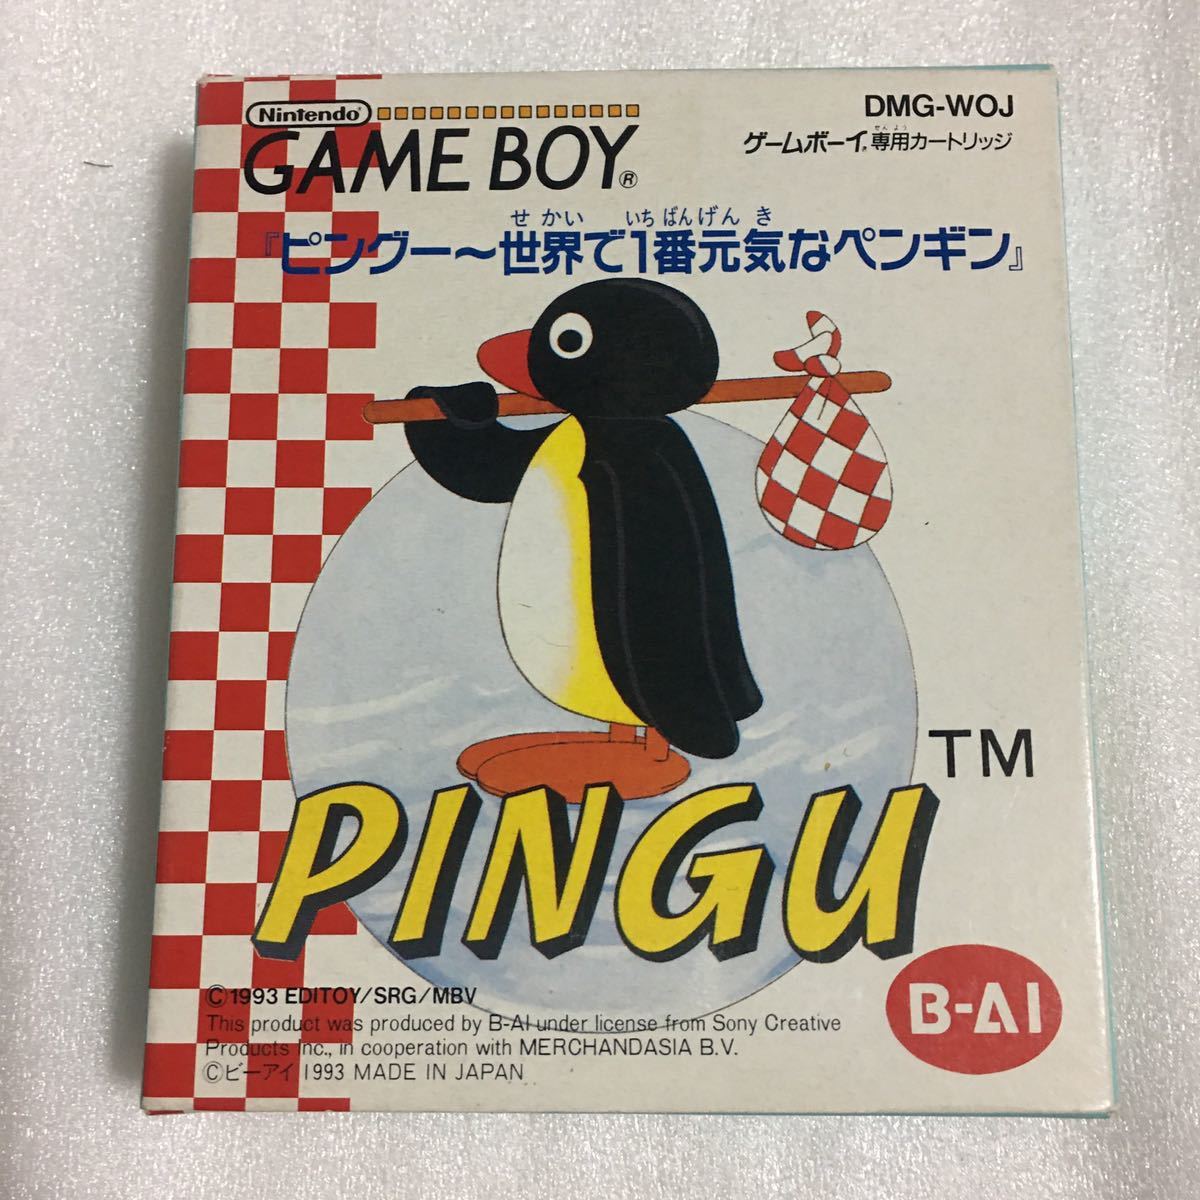 Nintendo®
GAME BOY®
DMG-WOJ
せんよう
ゲームボーイ®専用カートリッジ
せかい いちばんげんき
『ピングー〜世界で1番元気なペンギン』
TM
PINGU
B-AI
©1993 EDITOY/SRG/MBV
This product was produced by B-AI under license from Sony Creative
Products Inc., in cooperation with MERCHANDASIA B.V.
©ビーアイ 1993 MADE IN JAPAN